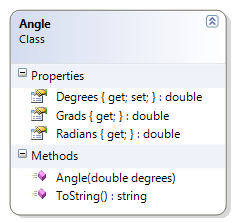 Angle
Class
Properties
Degrees { get; set; } : double
Grads { get; } : double
Radians { get; } : double
Methods
Angle(double degrees)
ToString() : string